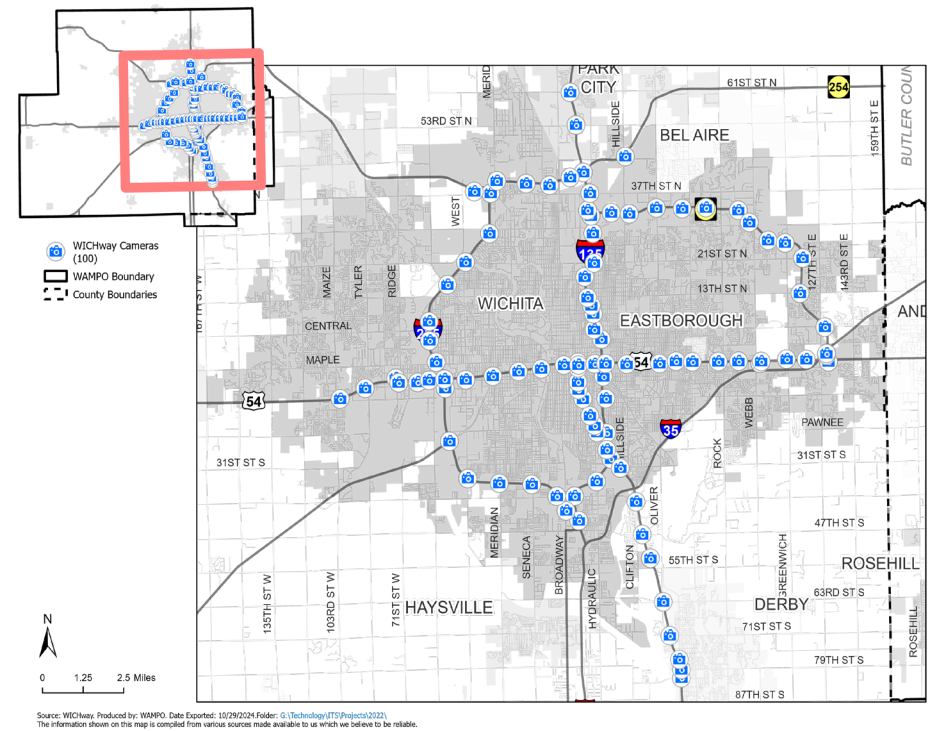 PARK
CITY
MERID
61ST ST N
254
53RD ST N
HILLSIDE
BEL AIRE
159TH ST E
BUTLER COUN
37TH ST N
WEST
135
21ST ST N
127TH ST E
143RD ST E
WICHway Cameras
(100)
WAMPO Boundary
County Boundaries
MAIZE
TYLER
RIDGE
13TH ST N
WICHITA
EASTBOROUGH
AND
CENTRAL
MAPLE
54
54
35
WEBB
PAWNEE
ROCK
31ST ST S
31ST ST S
OLIVER
MERIDIAN
SENECA
BROADWAY
HYDRAULIC
CLIFTON
47TH ST S
55TH ST S
GREENWICH
ROSEHILL
135TH ST W
103RD ST W
71ST ST W
HAYSVILLE
63RD ST S
DERBY
71ST ST S
ROSEHILL
N
79TH ST S
87TH ST S
0 1.25 2.5 Miles
Source: WICHway. Produced by: WAMPO. Date Exported: 10/29/2024.Folder: G:\Technology\ITS\Projects\2022\
The information shown on this map is compiled from various sources made available to us which we believe to be reliable.